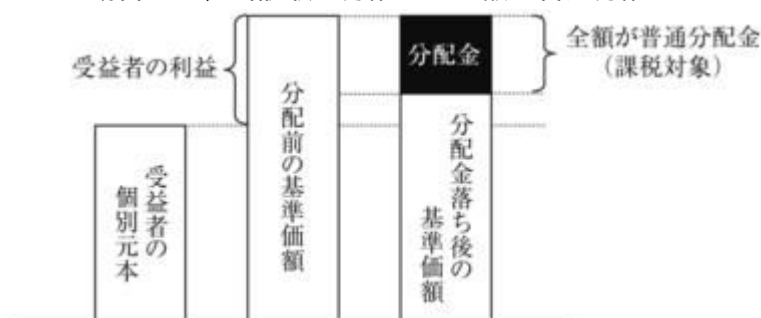 受益者の利益
分配金
全額が普通分配金
（課税対象）
受益者の
個別元本
分配前の基準価額
分配金落ち後の
基準価額